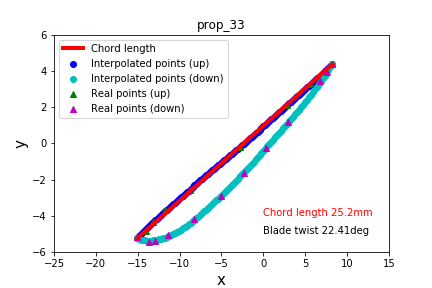 prop_33
Chord length
Interpolated points (up)
Interpolated points (down)
Real points (up)
Real points (down)
6
4
2
0
−2
−4
−6
y
Chord length 25.2mm
Blade twist 22.41deg
−25 −20 −15 −10 −5 0 5 10 15
x